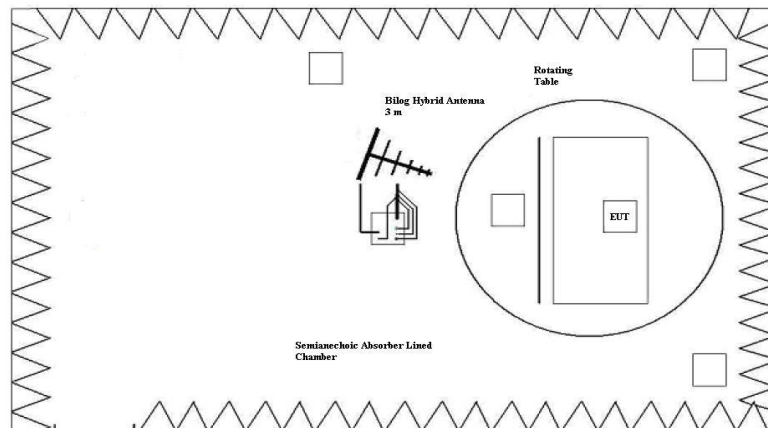 Rotating
Table
Bilog Hybrid Antenna
3 m
EUT
Semianechoic Absorber Lined
Chamber